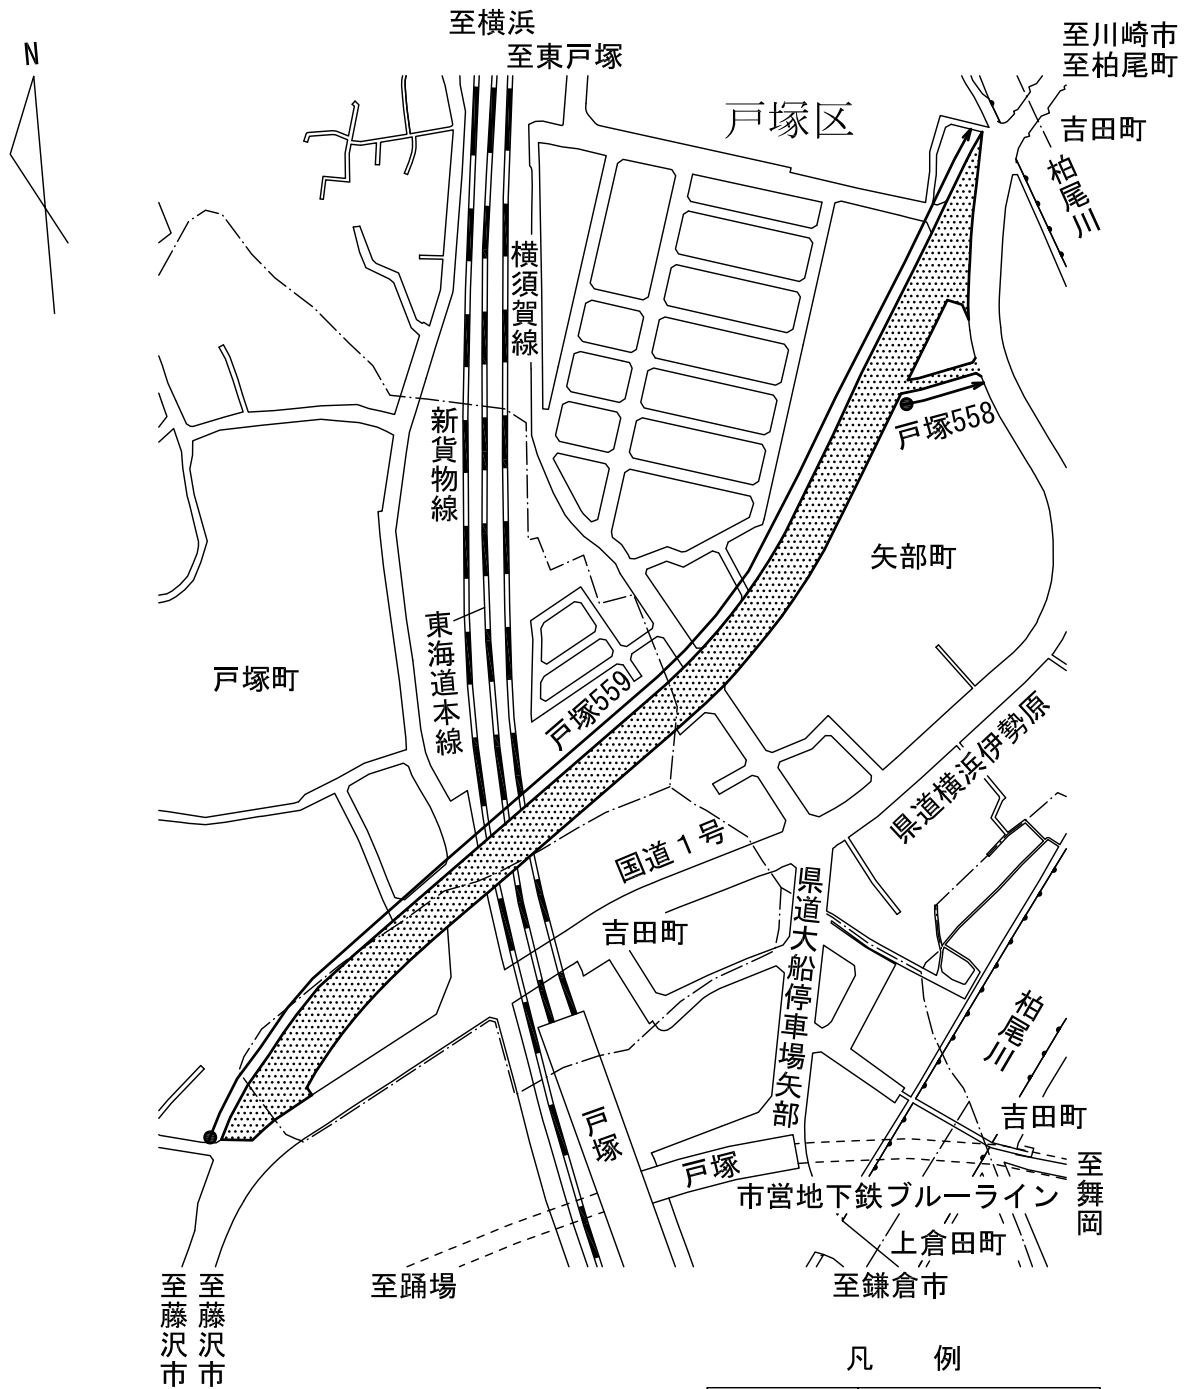 至横浜
至東戸塚
至川崎市
至柏尾町
N
戸塚区
吉田町
柏尾川
横須賀線
新貨物線
戸塚558
矢部町
東海道本線
戸塚町
戸塚559
県道横浜伊勢原
国道１号
県道大船停車場矢部
吉田町
柏尾川
戸塚
吉田町
戸塚
至舞岡
市営地下鉄ブルーライン
上倉田町
至踊場
至鎌倉市
至藤沢市
至藤沢市
凡　例